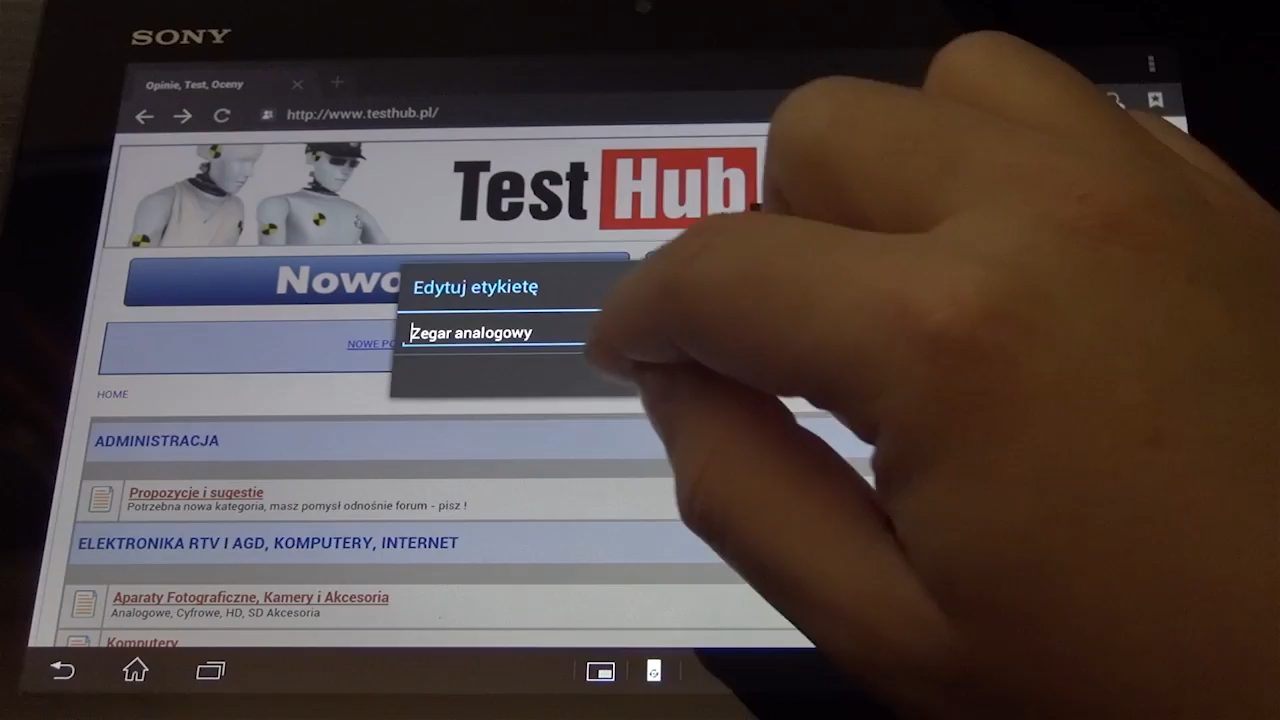 SONY
Opinie, Test, Oceny
http://www.testhub.pl/
Test Hub
Nowo
Edytuj etykietę
Zegar analogowy
NOWE
HOME
ADMINISTRACJA
Propozycje i sugestie
Potrzebna nowa kategoria, masz pomysł odnośnie forum - pisz !
ELEKTRONIKA RTV I AGD, KOMPUTERY, INTERNET
Aparaty Fotograficzne, Kamery i Akcesoria
Analogowe, Cyfrowe, HD, SD Akcesoria
Komputery